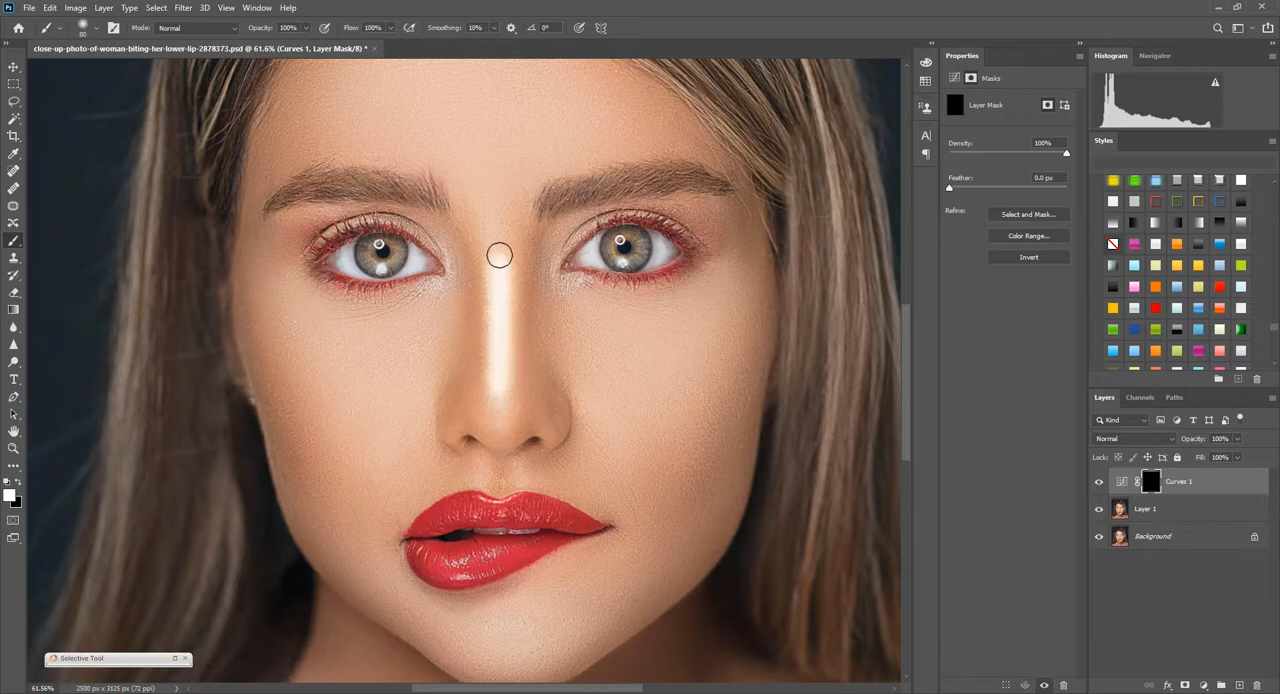 Ps File Edit Image Layer Type Select Filter 3D View Window Help
80 Mode: Normal Opacity: 100% Flow: 100% Smoothing: 10% 0°
close-up-photo-of-woman-biting-her-lower-lip-2878373.psd @ 61.6% (Curves 1, Layer Mask/8) * ×
Properties
Masks
Layer Mask
Density: 100%
Feather: 0.0 px
Refine: Select and Mask...
Color Range...
Invert
Histogram Navigator
Styles
Layers Channels Paths
Kind
Normal Opacity: 100%
Lock: Fill: 100%
Curves 1
Layer 1
Background
Selective Tool
61.56% 2500 px x 3125 px (72 ppi)